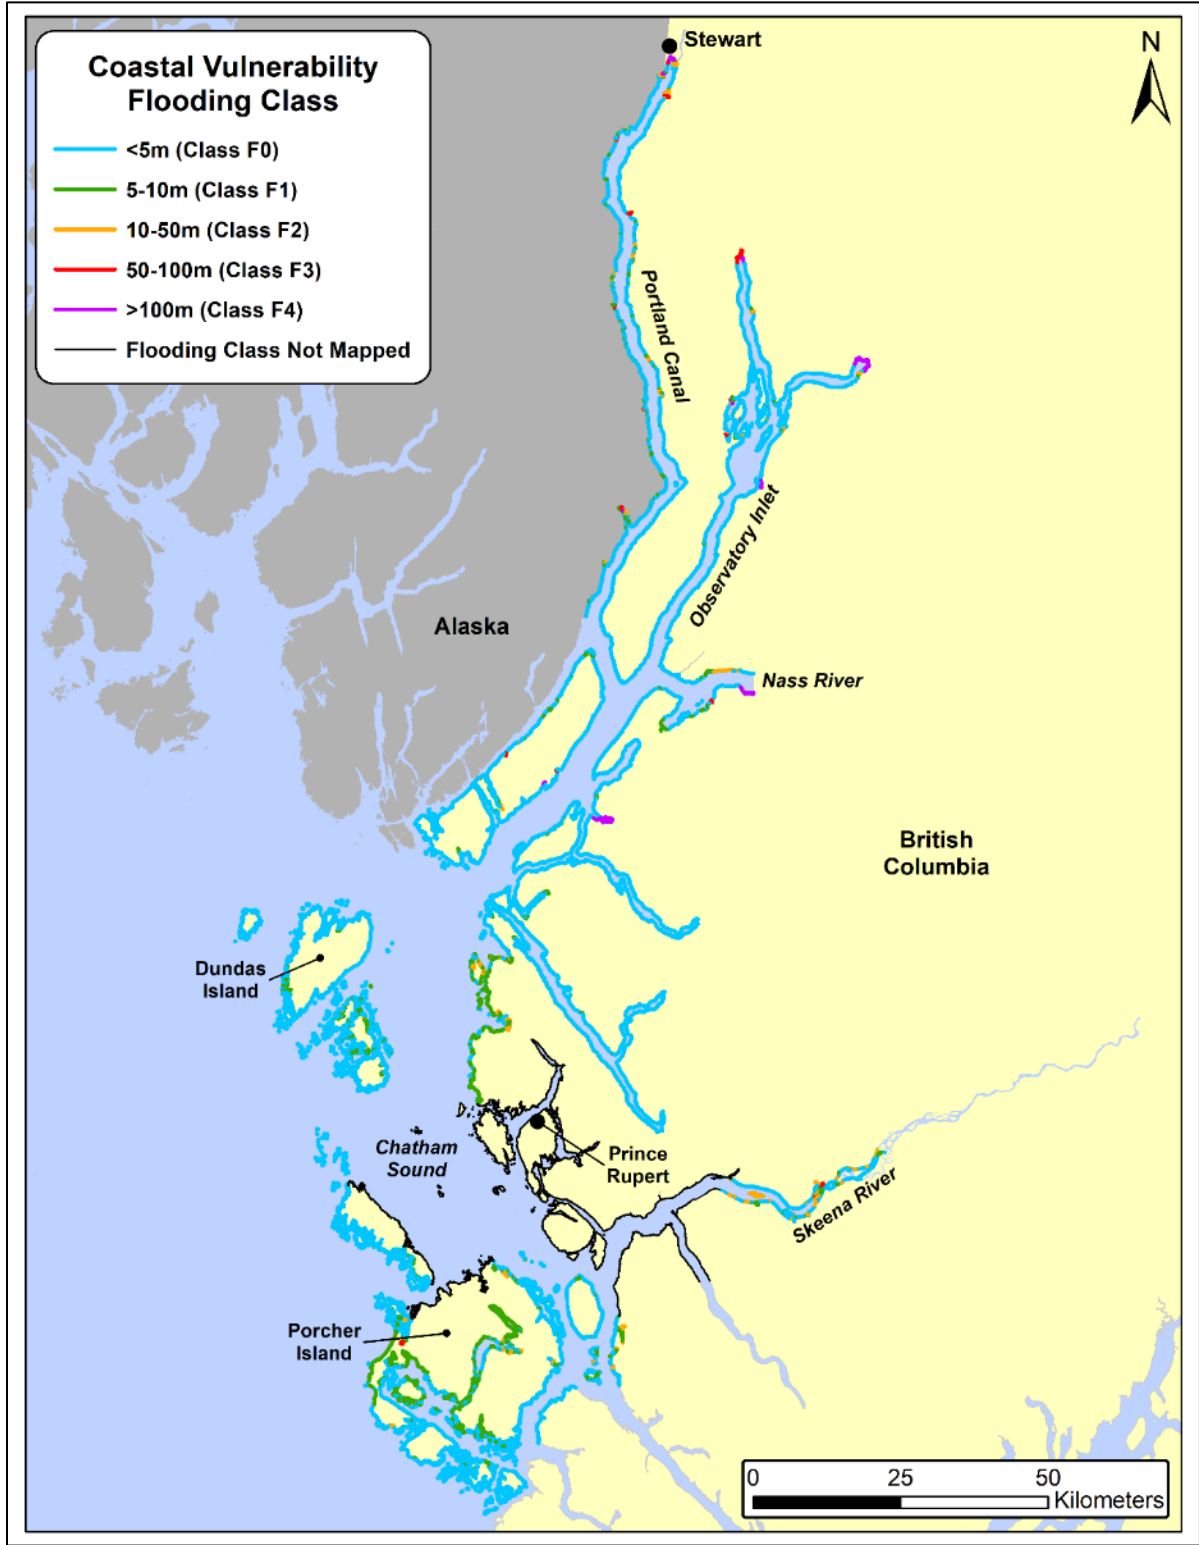 Coastal Vulnerability
Flooding Class
<5m (Class F0)
5-10m (Class F1)
10-50m (Class F2)
50-100m (Class F3)
>100m (Class F4)
Flooding Class Not Mapped
Stewart
N
Portland Canal
Observatory Inlet
Alaska
Nass River
British
Columbia
Dundas
Island
Chatham
Sound
Prince
Rupert
Skeena River
Porcher
Island
0 25 50
Kilometers